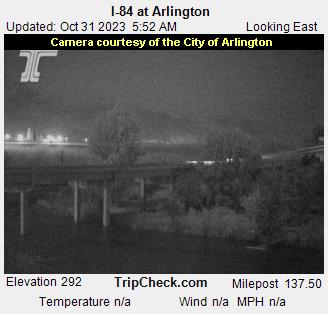 I-84 at Arlington
Updated: Oct 31 2023 5:52 AM Looking East
Camera courtesy of the City of Arlington
Elevation 292 TripCheck.com Milepost 137.50
Temperature n/a Wind n/a MPH n/a